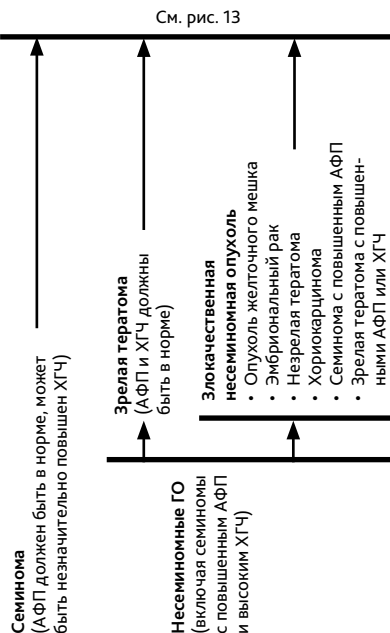 См. рис. 13
Семинома
(АФП должен быть в норме, может
быть незначительно повышен ХГЧ)
Несеминомные ГО
(включая семиномы
с повышенным АФП
и высоким ХГЧ)
Зрелая тератома
(АФП и ХГЧ должны
быть в норме)
Злокачественная
несеминомная опухоль
• Опухоль желточного мешка
• Эмбриональный рак
• Незрелая тератома
• Хориокарцинома
• Семинома с повышенным АФП
• Зрелая тератома с повышен-
ными АФП или ХГЧ